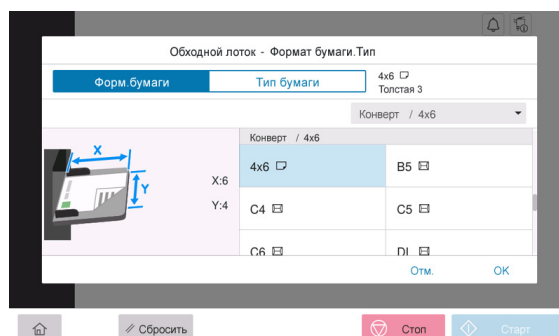 Обходной лоток - Формат бумаги.Тип
Форм.бумаги
Тип бумаги
4x6
Толстая 3
Конверт / 4x6
Конверт / 4x6
X
Y
X:6
Y:4
4x6
B5
C4
C5
C6
DL
Отм.
OK
Сбросить
Стоп
Старт